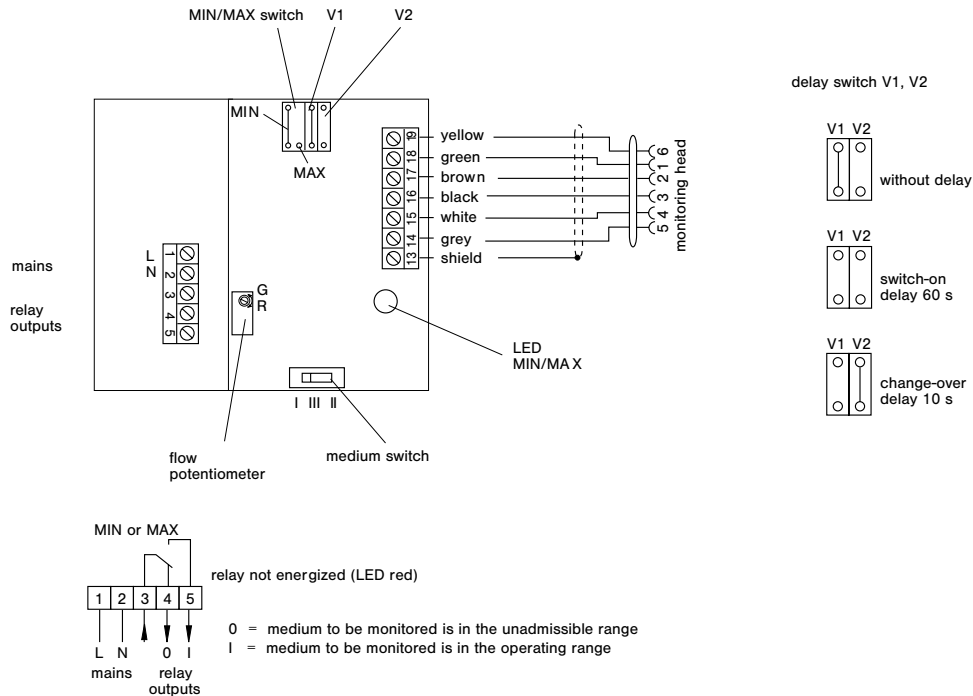 MIN/MAX switch V1 V2
delay switch V1, V2
MIN
MAX
19 yellow 6
18 green 1
17 brown 2
16 black 3
15 white 4
14 grey 5
13 shield
monitoring head
V1 V2
without delay
V1 V2
switch-on
delay 60 s
V1 V2
change-over
delay 10 s
mains
L 1
N 2
3
relay
outputs
4
5
G
R
LED
MIN/MAX
I III II
flow
potentiometer
medium switch
MIN or MAX
relay not energized (LED red)
1 2 3 4 5
L N 0 I
mains relay
outputs
0 = medium to be monitored is in the unadmissible range
I = medium to be monitored is in the operating range